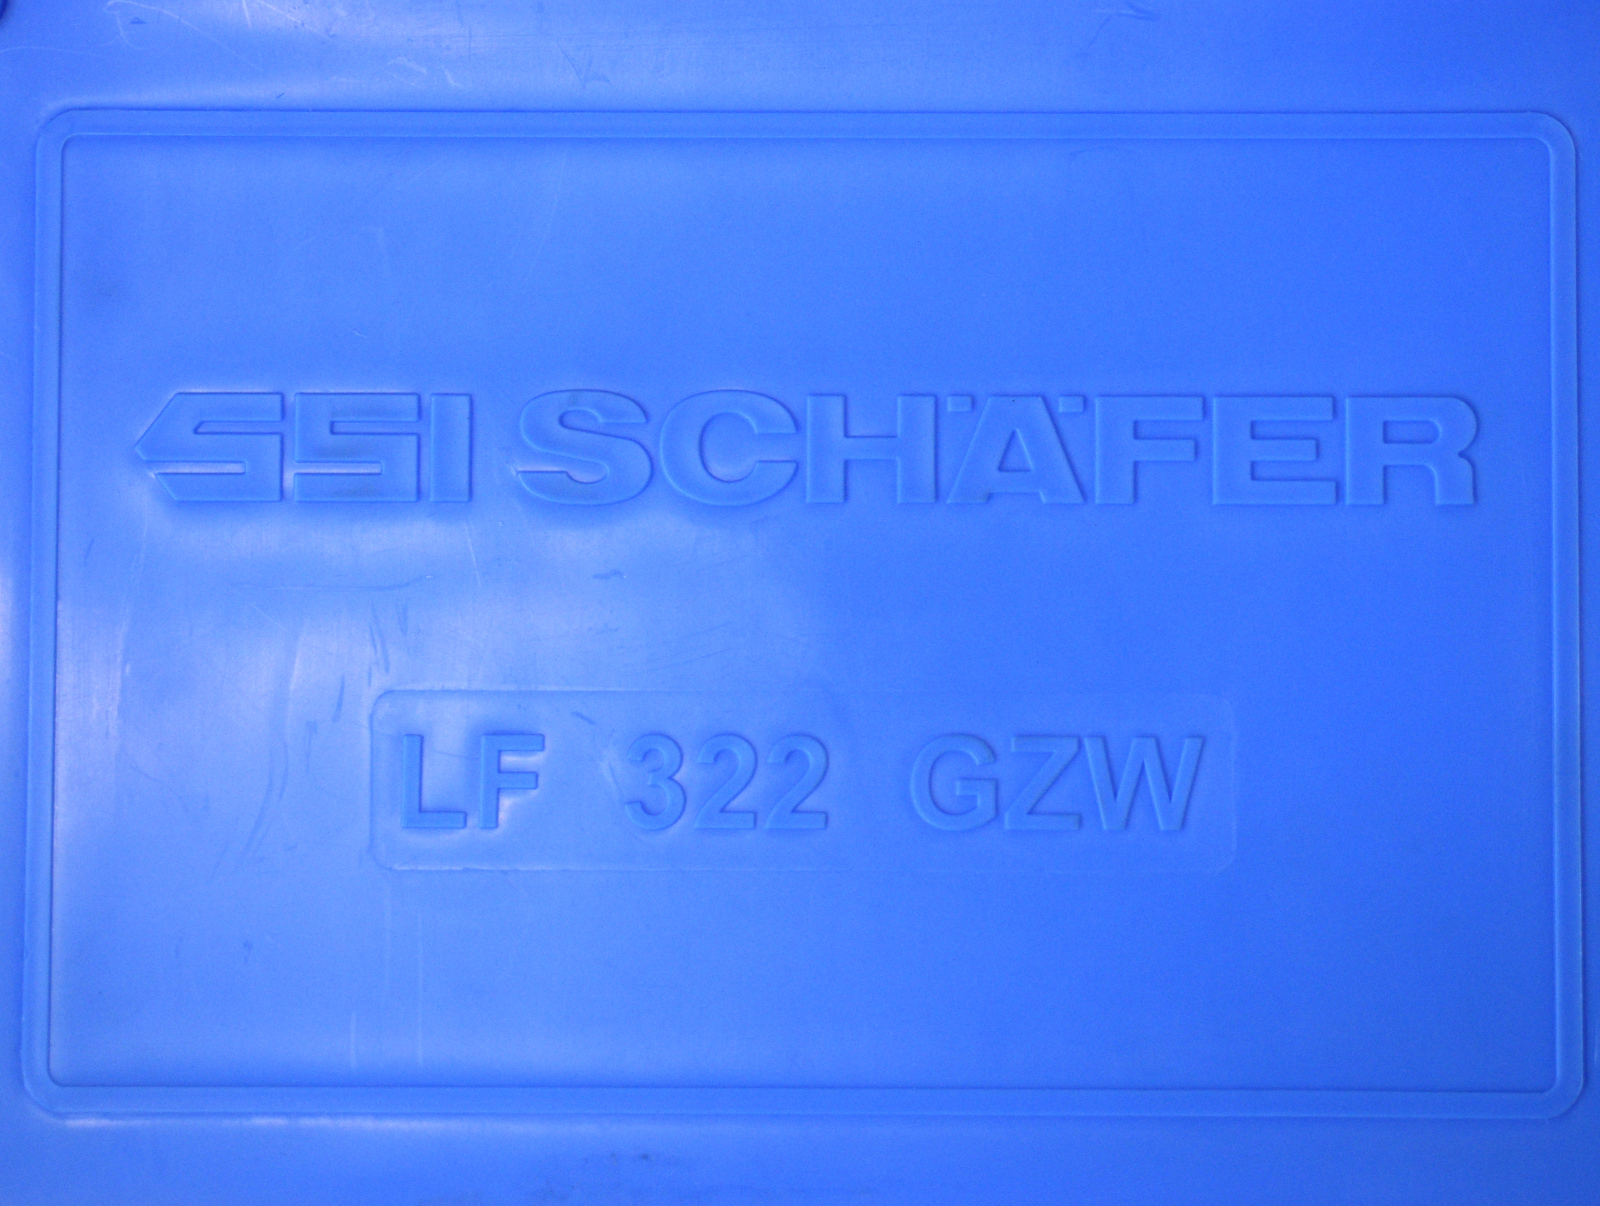 SSI SCHÄFER
LF 322 GZW